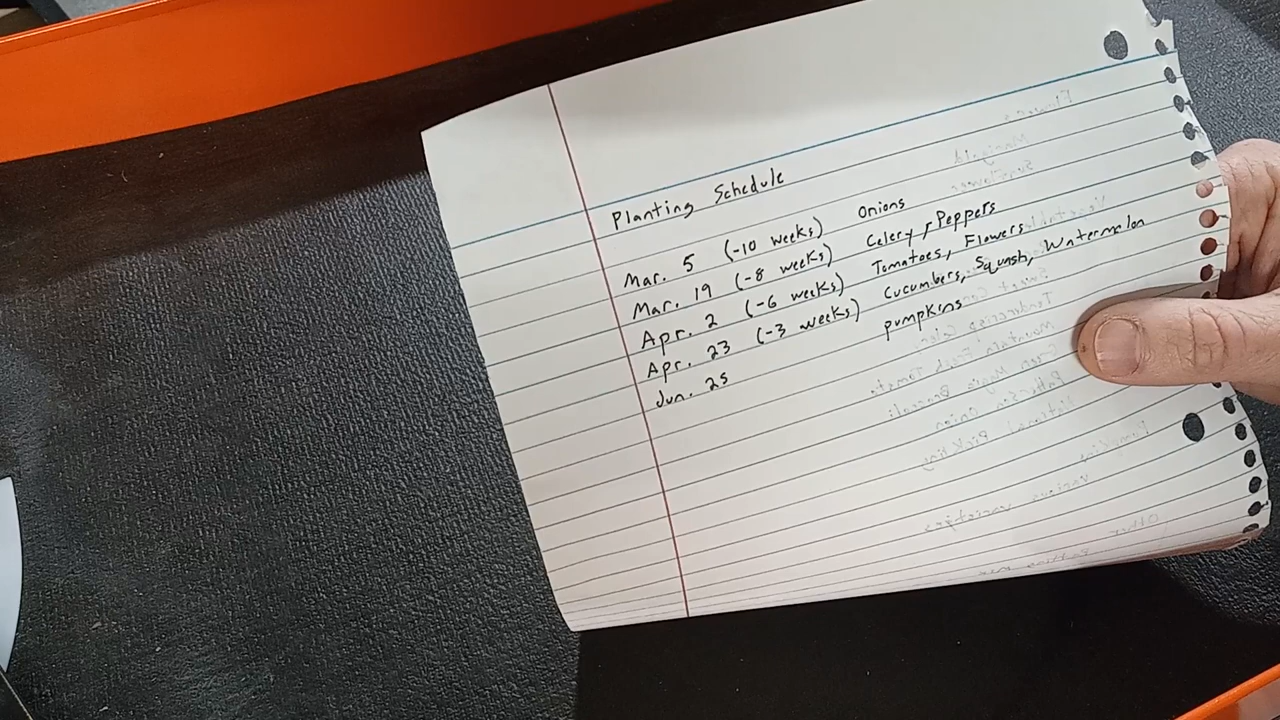 Planting Schedule
Mar. 5 (-10 weeks) Onions
Mar. 19 (-8 weeks) Celery, Peppers
Apr. 2 (-6 weeks) Tomatoes, Flowers
Apr. 23 (-3 weeks) Cucumbers, Squash, Watermelon
Jun. 25 pumpkins